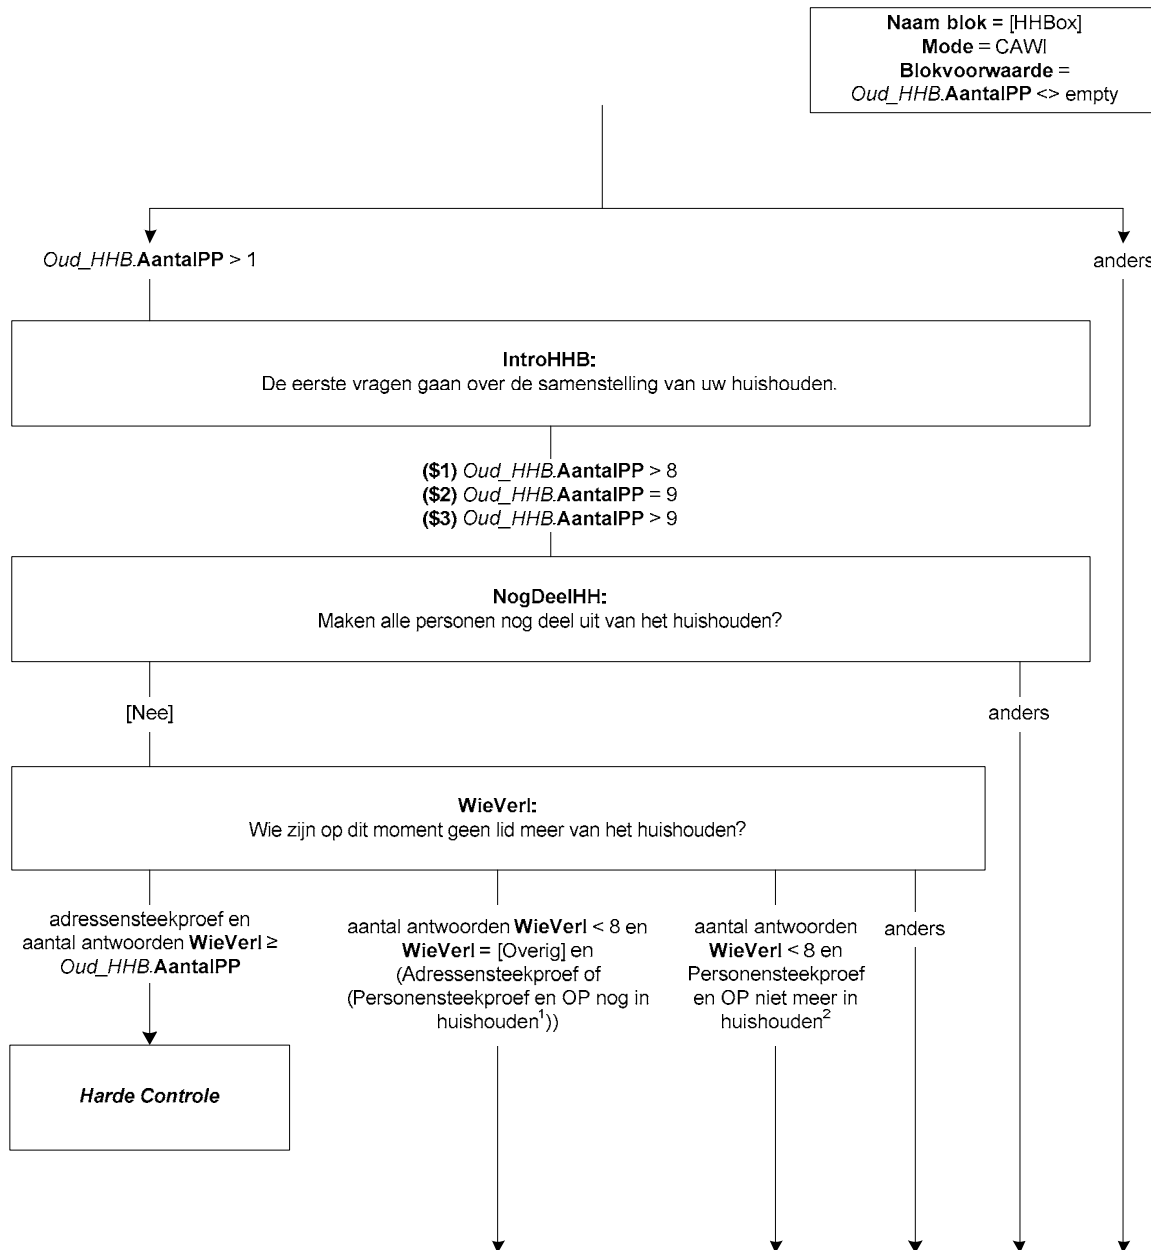 Naam blok = [HHBox]
Mode = CAWI
Blokvoorwaarde =
Oud_HHB.AantalPP <> empty
Oud_HHB.AantalPP > 1
anders
IntroHHB:
De eerste vragen gaan over de samenstelling van uw huishouden.
($1) Oud_HHB.AantalPP > 8
($2) Oud_HHB.AantalPP = 9
($3) Oud_HHB.AantalPP > 9
NogDeelHH:
Maken alle personen nog deel uit van het huishouden?
[Nee]
anders
WieVerl:
Wie zijn op dit moment geen lid meer van het huishouden?
adressensteekproef en
aantal antwoorden WieVerl ≥
Oud_HHB.AantalPP
aantal antwoorden WieVerl < 8 en
WieVerl = [Overig] en
(Adressensteekproef of
(Personensteekproef en OP nog in
huishouden¹))
aantal antwoorden
WieVerl < 8 en
Personensteekproef
en OP niet meer in
huishouden²
anders
Harde Controle